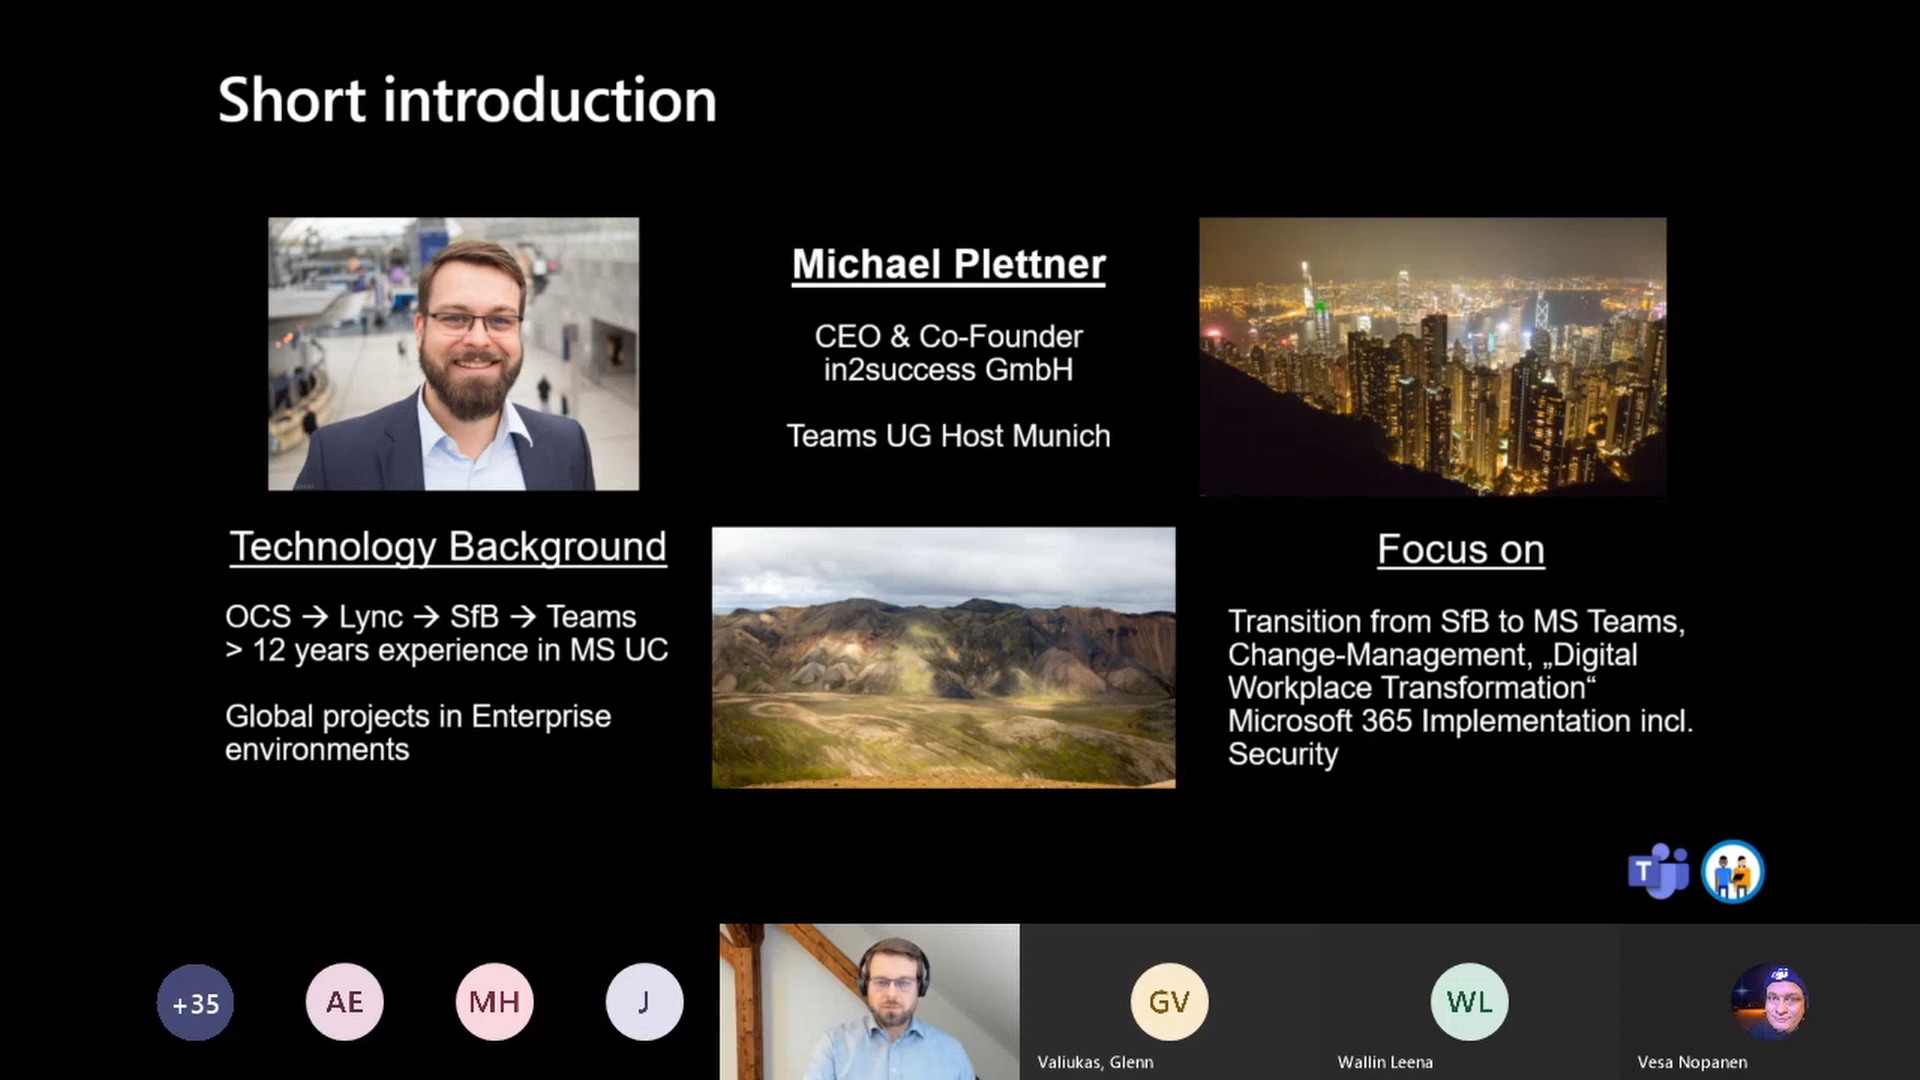 Short introduction
Michael Plettner
CEO & Co-Founder
in2success GmbH
Teams UG Host Munich
Technology Background
OCS → Lync → SfB → Teams
> 12 years experience in MS UC
Global projects in Enterprise
environments
Focus on
Transition from SfB to MS Teams,
Change-Management, „Digital
Workplace Transformation“
Microsoft 365 Implementation incl.
Security
T
+35
AE
MH
J
GV
WL
Valiukas, Glenn
Wallin Leena
Vesa Nopanen